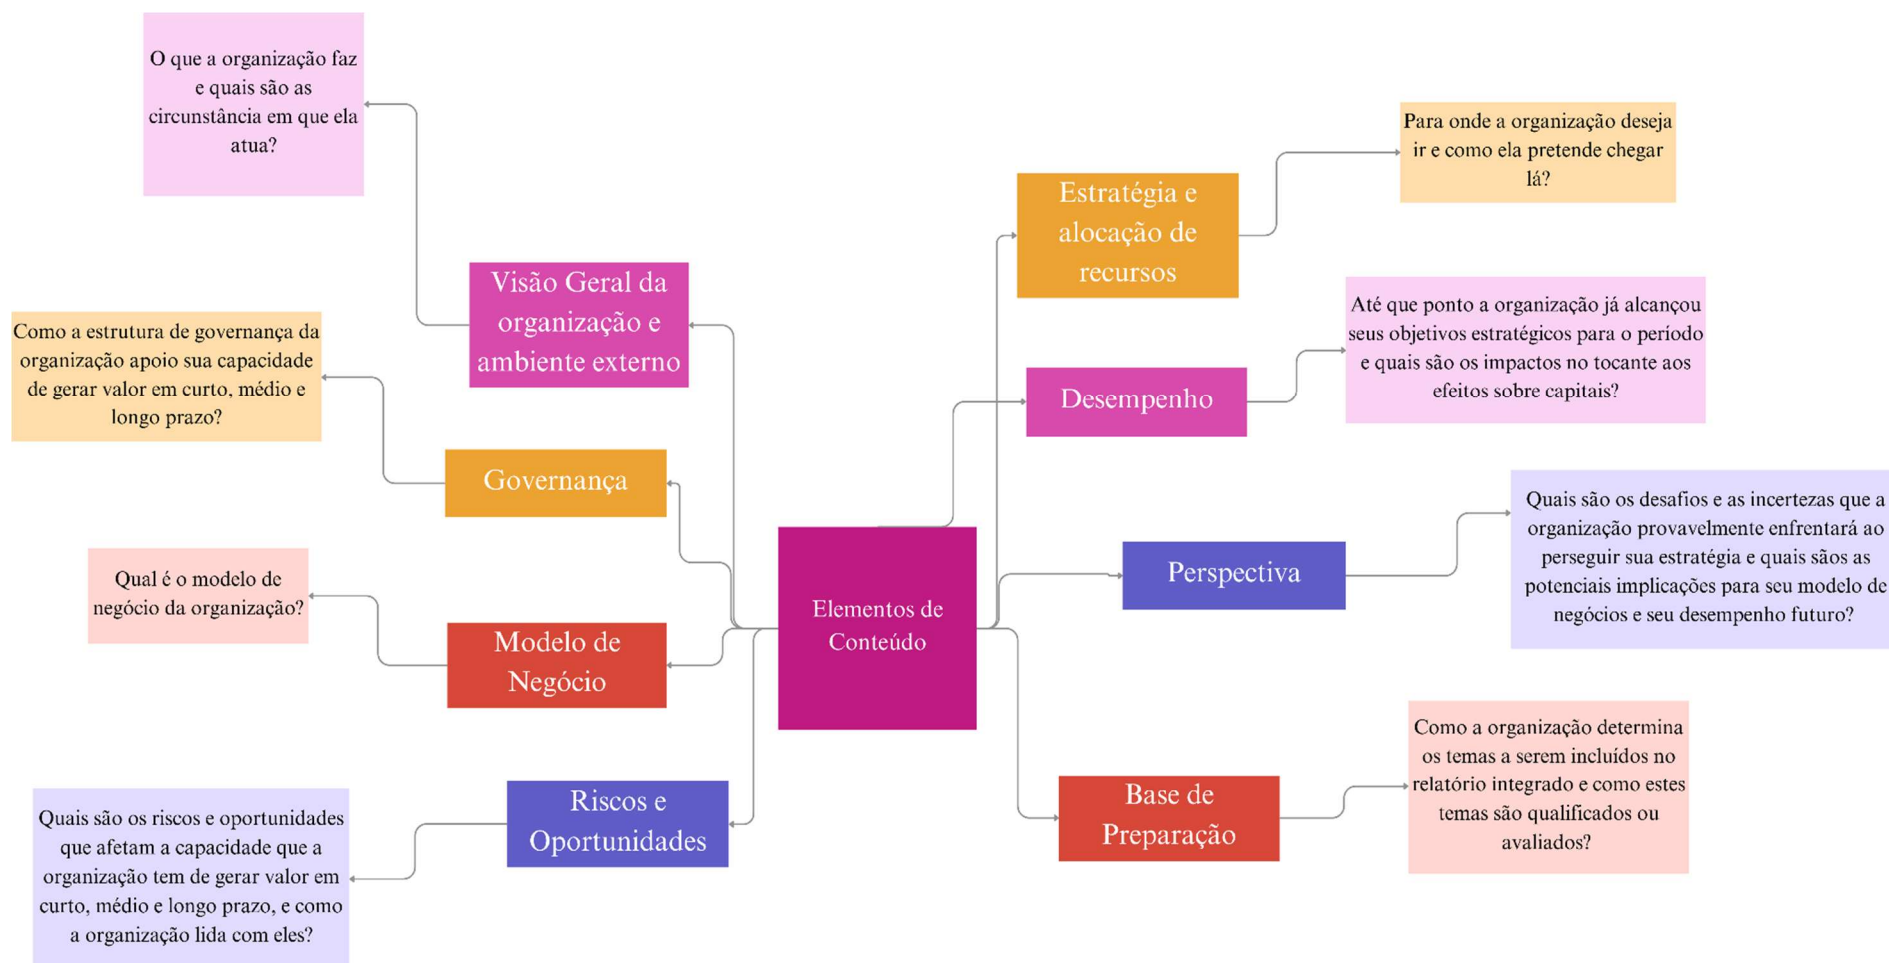 O que a organização faz
e quais são as
circunstância em que ela
atua?
Visão Geral da
organização e
ambiente externo
Como a estrutura de governança da
organização apoio sua capacidade
de gerar valor em curto, médio e
longo prazo?
Governança
Qual é o modelo de
negócio da organização?
Modelo de
Negócio
Quais são os riscos e oportunidades
que afetam a capacidade que a
organização tem de gerar valor em
curto, médio e longo prazo, e como
a organização lida com eles?
Riscos e
Oportunidades
Elementos de
Conteúdo
Estratégia e
alocação de
recursos
Para onde a organização deseja
ir e como ela pretende chegar
lá?
Desempenho
Até que ponto a organização já alcançou
seus objetivos estratégicos para o período
e quais são os impactos no tocante aos
efeitos sobre capitais?
Perspectiva
Quais são os desafios e as incertezas que a
organização provavelmente enfrentará ao
perseguir sua estratégia e quais sãos as
potenciais implicações para seu modelo de
negócios e seu desempenho futuro?
Base de
Preparação
Como a organização determina
os temas a serem incluídos no
relatório integrado e como estes
temas são qualificados ou
avaliados?